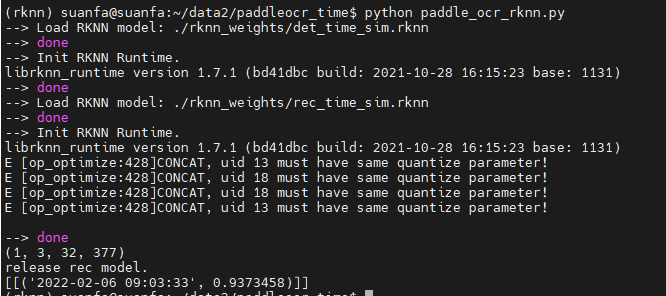 (rknn) suanfa@suanfa:~/data2/paddleocr_time$ python paddle_ocr_rknn.py
--> Load RKNN model: ./rknn_weights/det_time_sim.rknn
--> done
--> Init RKNN Runtime.
librknn_runtime version 1.7.1 (bd41dbc build: 2021-10-28 16:15:23 base: 1131)
--> done
--> Load RKNN model: ./rknn_weights/rec_time_sim.rknn
--> done
--> Init RKNN Runtime.
librknn_runtime version 1.7.1 (bd41dbc build: 2021-10-28 16:15:23 base: 1131)
E [op_optimize:428]CONCAT, uid 13 must have same quantize parameter!
E [op_optimize:428]CONCAT, uid 18 must have same quantize parameter!
E [op_optimize:428]CONCAT, uid 18 must have same quantize parameter!
E [op_optimize:428]CONCAT, uid 13 must have same quantize parameter!
--> done
(1, 3, 32, 377)
release rec model.
[[('2022-02-06 09:03:33', 0.9373458)]]
(rknn) suanfa@suanfa:~/data2/paddleocr_time$